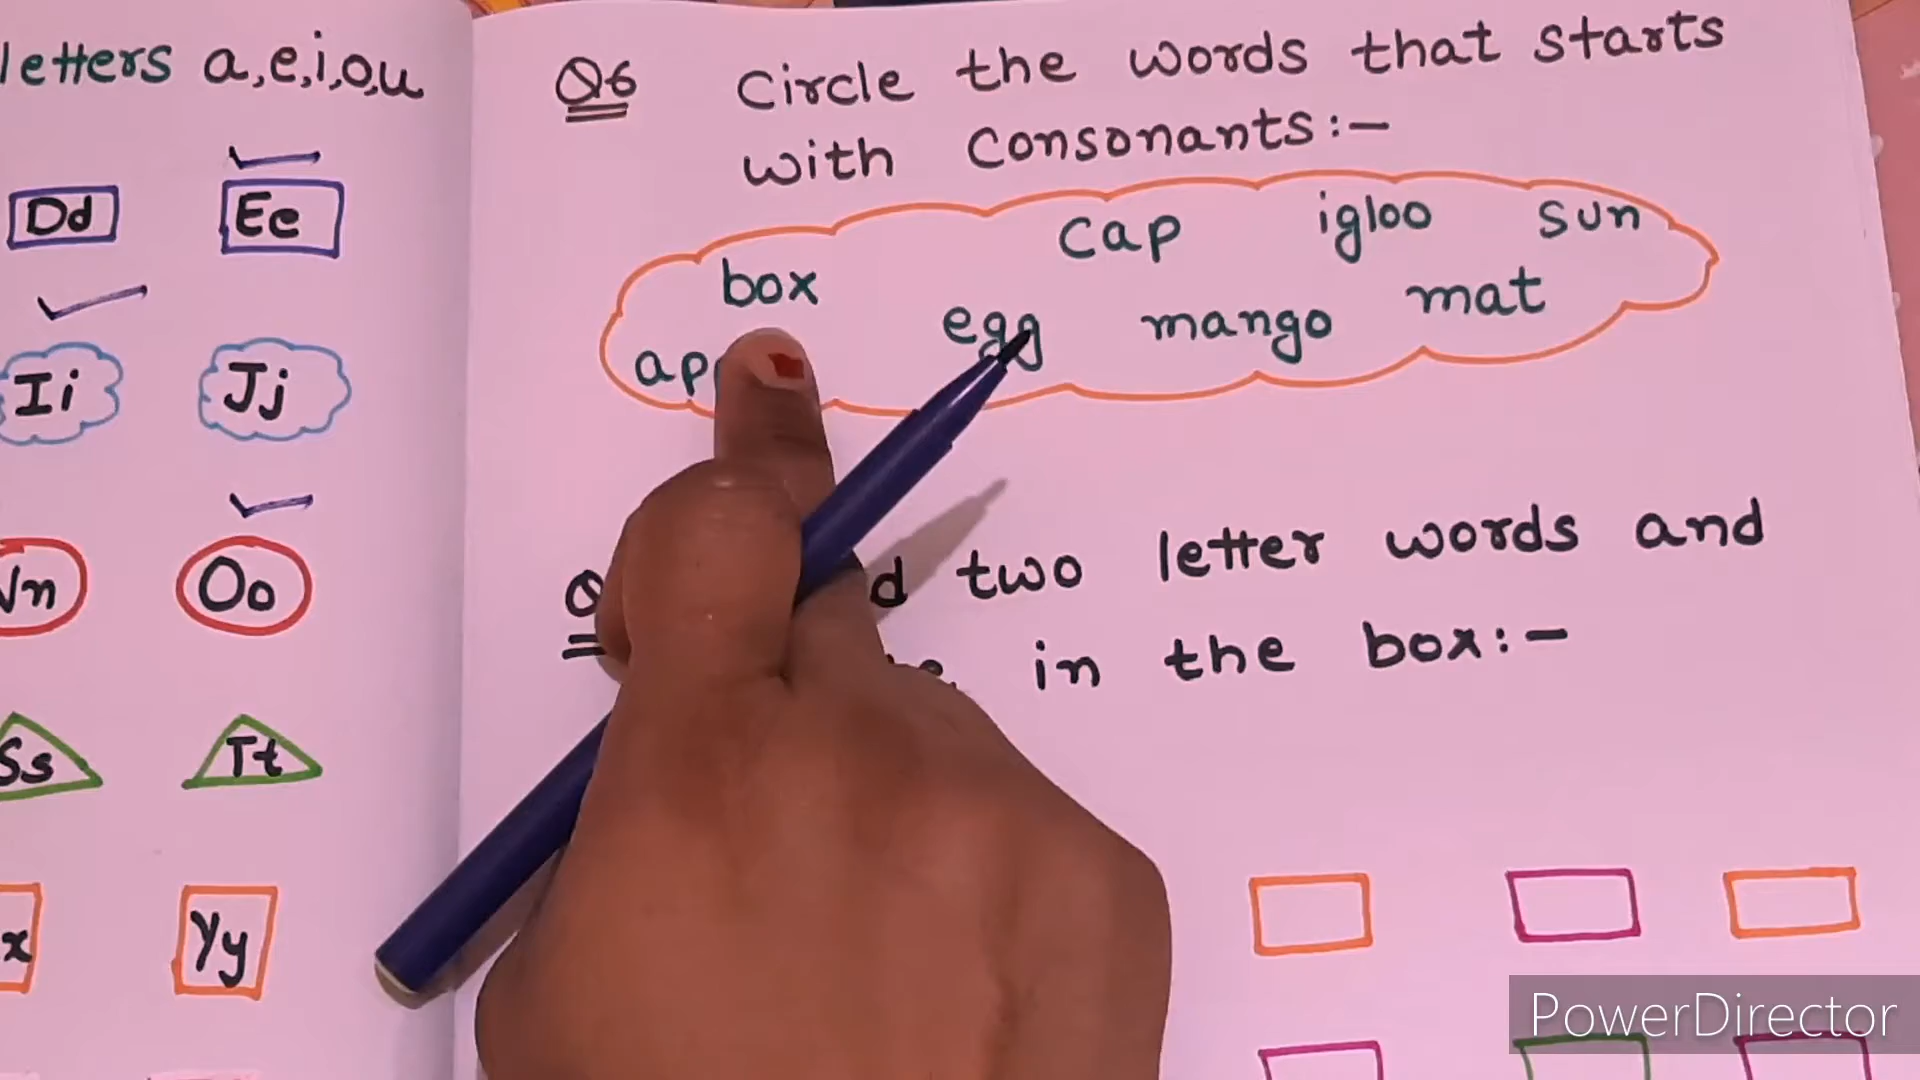 letters a,e,i,o,u
Dd Ee
Ii Jj
Oo
Ss Tt
x Yy
Q6 Circle the words that starts
with consonants:-
cap igloo sun
box egg mango mat
two letter words and
in the box:-
PowerDirector